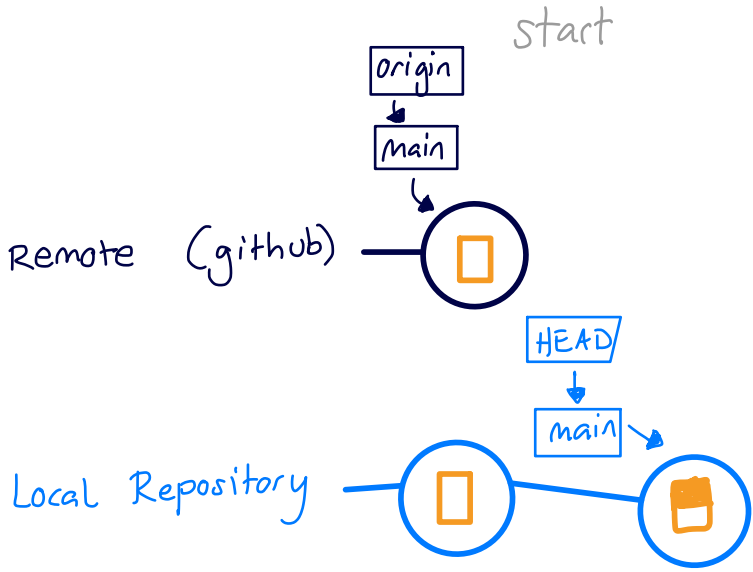 start
origin
main
Remote (github)
HEAD
main
Local Repository